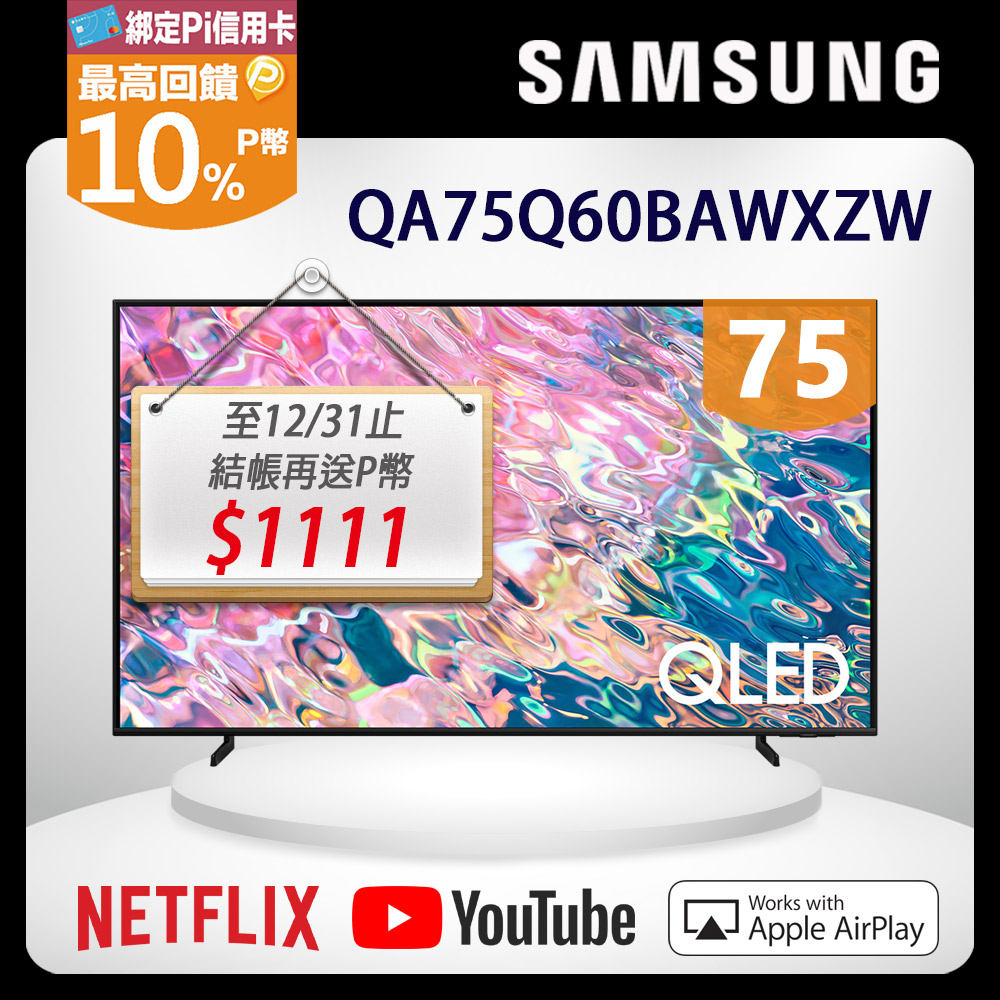 綁定Pi信用卡
最高回饋 P
10% P幣
SAMSUNG
QA75Q60BAWXZW
75
至12/31止
結帳再送P幣
$1111
QLED
NETFLIX
YouTube
Works with
Apple AirPlay